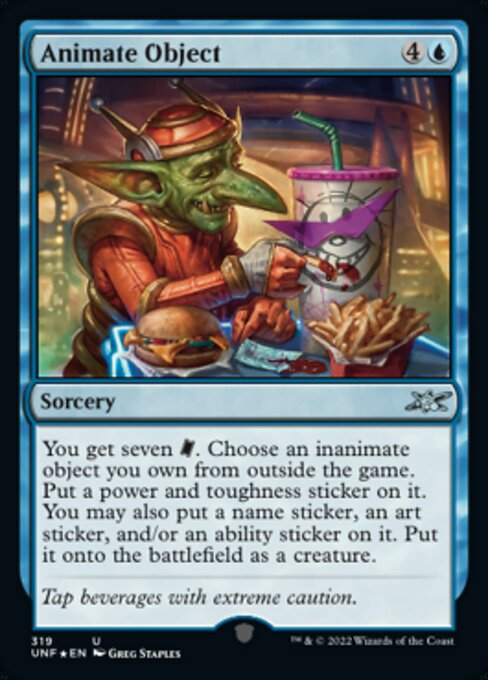 Animate Object 4
Sorcery
You get seven . Choose an inanimate
object you own from outside the game.
Put a power and toughness sticker on it.
You may also put a name sticker, an art
sticker, and/or an ability sticker on it. Put
it onto the battlefield as a creature.
Tap beverages with extreme caution.
319 U
UNF★EN Greg Staples
™ & © 2022 Wizards of the Coast